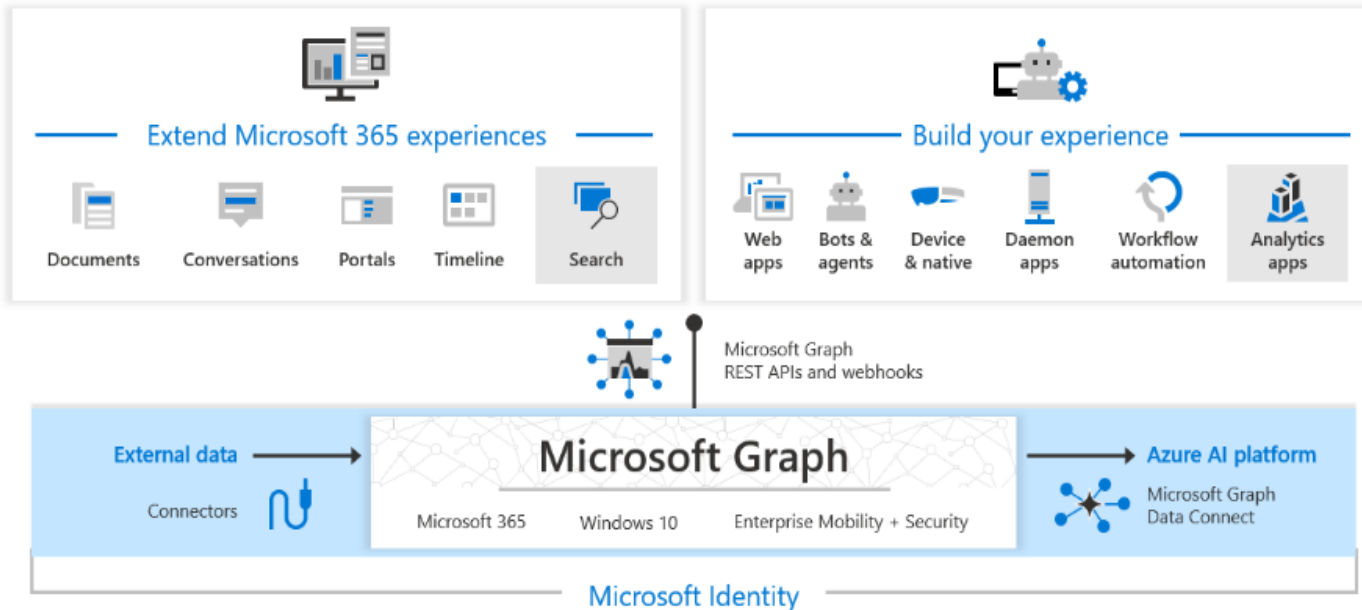 Extend Microsoft 365 experiences
Documents
Conversations
Portals
Timeline
Search
Build your experience
Web
apps
Bots &
agents
Device
& native
Daemon
apps
Workflow
automation
Analytics
apps
Microsoft Graph
REST APIs and webhooks
External data
Connectors
Microsoft Graph
Microsoft 365
Windows 10
Enterprise Mobility + Security
Azure AI platform
Microsoft Graph
Data Connect
Microsoft Identity